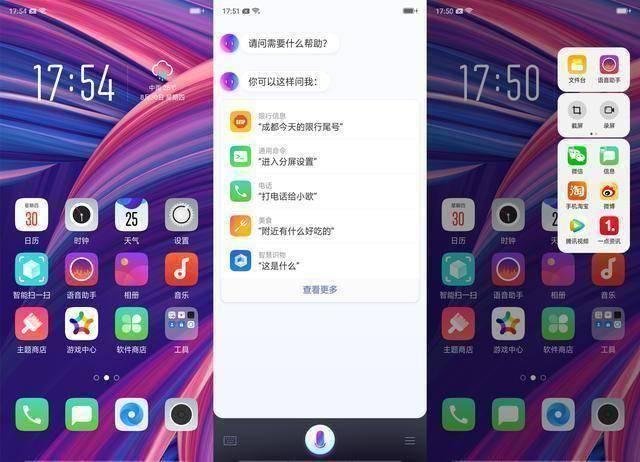 17:54
17:54
中国 25℃
8月30日 星期四
星期四
30
日历
时钟
25
天气
设置
智能扫一扫
语音助手
相册
音乐
主题商店
游戏中心
软件商店
工具
17:51
请问需要什么帮助？
你可以这样问我：
限行信息
“成都今天的限行尾号”
通用命令
“进入分屏设置”
电话
“打电话给小歌”
美食
“附近有什么好吃的”
智慧识物
“这是什么”
查看更多
17:50
17:50
文件台
语音助手
截屏
录屏
微信
信息
淘
手机淘宝
微博
腾讯视频
1.
一点资讯
星期四
30
日历
时钟
25
天气
智能扫一扫
语音助手
相册
音乐
主题商店
游戏中心
软件商店
工具